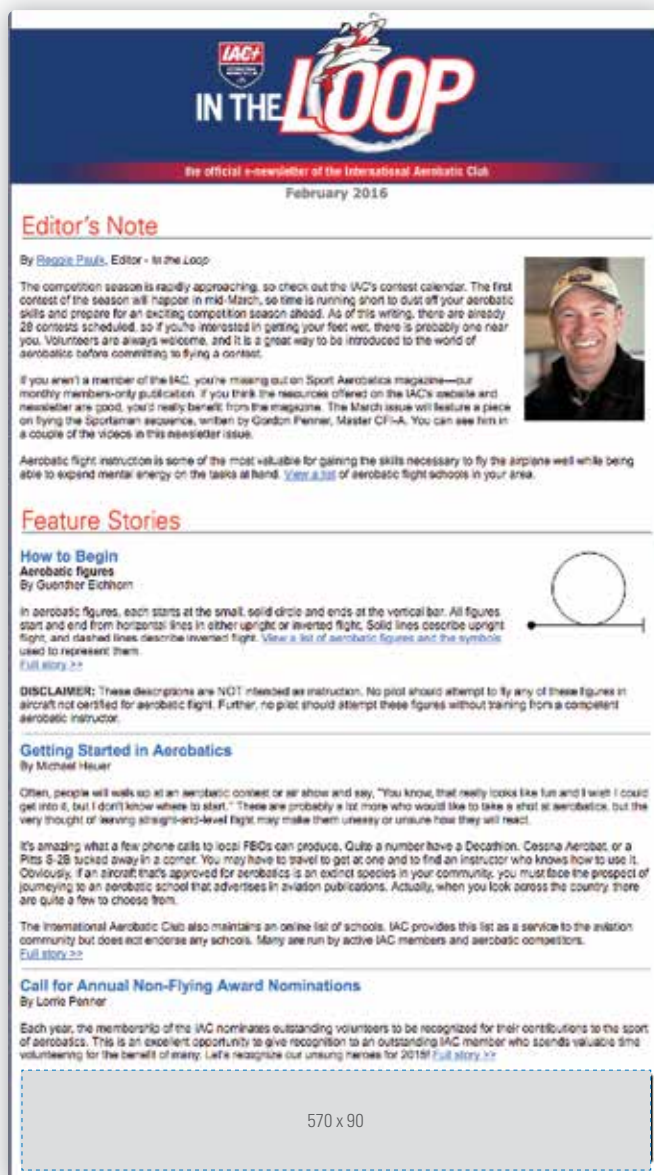 IAC
IN THE LOOP
the official e-newsletter of the International Aerobatic Club
February 2016
Editor's Note
By Reggie Paulk, Editor - In the Loop
The competition season is rapidly approaching, so check out the IAC's contest calendar. The first
contest of the season will happen in mid-March, so time is running short to dust off your aerobatic
skills and prepare for an exciting competition season ahead. As of this writing, there are already
28 contests scheduled, so if you're interested in getting your feet wet, there is probably one near
you. Volunteers are always welcome, and it is a great way to be introduced to the world of
aerobatics before committing to flying a contest.
If you aren't a member of the IAC, you're missing out on Sport Aerobatics magazine—our
monthly members-only publication. If you think the resources offered on the IAC's website and
newsletter are good, you'd really benefit from the magazine. The March issue will feature a piece
on flying the Sportsman sequence, written by Gordon Penner, Master CFI-A. You can see him in
a couple of the videos in this newsletter issue.
Aerobatic flight instruction is some of the most valuable for gaining the skills necessary to fly the airplane well while being
able to expend mental energy on the tasks at hand. View a list of aerobatic flight schools in your area.
Feature Stories
How to Begin
Aerobatic figures
By Guenther Eichhorn
In aerobatic figures, each starts at the small, solid circle and ends at the vertical bar. All figures
start and end from horizontal lines in either upright or inverted flight. Solid lines describe upright
flight, and dashed lines describe inverted flight. View a list of aerobatic figures and the symbols
used to represent them.
Full story >>
DISCLAIMER: These descriptions are NOT intended as instruction. No pilot should attempt to fly any of these figures in
aircraft not certified for aerobatic flight. Further, no pilot should attempt these figures without training from a competent
aerobatic instructor.
Getting Started in Aerobatics
By Michael Heuer
Often, people will walk up at an aerobatic contest or air show and say, "You know, that really looks like fun and I wish I could
get into it, but I don't know where to start." There are probably a lot more who would like to take a shot at aerobatics, but the
very thought of leaving straight-and-level flight may make them uneasy or unsure how they will react.
It's amazing what a few phone calls to local FBOs can produce. Quite a number have a Decathlon, Cessna Aerobat, or a
Pitts S-2B tucked away in a corner. You may have to travel to get at one and to find an instructor who knows how to use it.
Obviously, if an aircraft that's approved for aerobatics is an extinct species in your community, you must face the prospect of
journeying to an aerobatic school that advertises in aviation publications. Actually, when you look across the country, there
are quite a few to choose from.
The International Aerobatic Club also maintains an online list of schools. IAC provides this list as a service to the aviation
community but does not endorse any schools. Many are run by active IAC members and aerobatic competitors.
Full story >>
Call for Annual Non-Flying Award Nominations
By Lorrie Penner
Each year, the membership of the IAC nominates outstanding volunteers to be recognized for their contributions to the sport
of aerobatics. This is an excellent opportunity to give recognition to an outstanding IAC member who spends valuable time
volunteering for the benefit of many. Let's recognize our unsung heroes for 2015! Full story >>
570 x 90